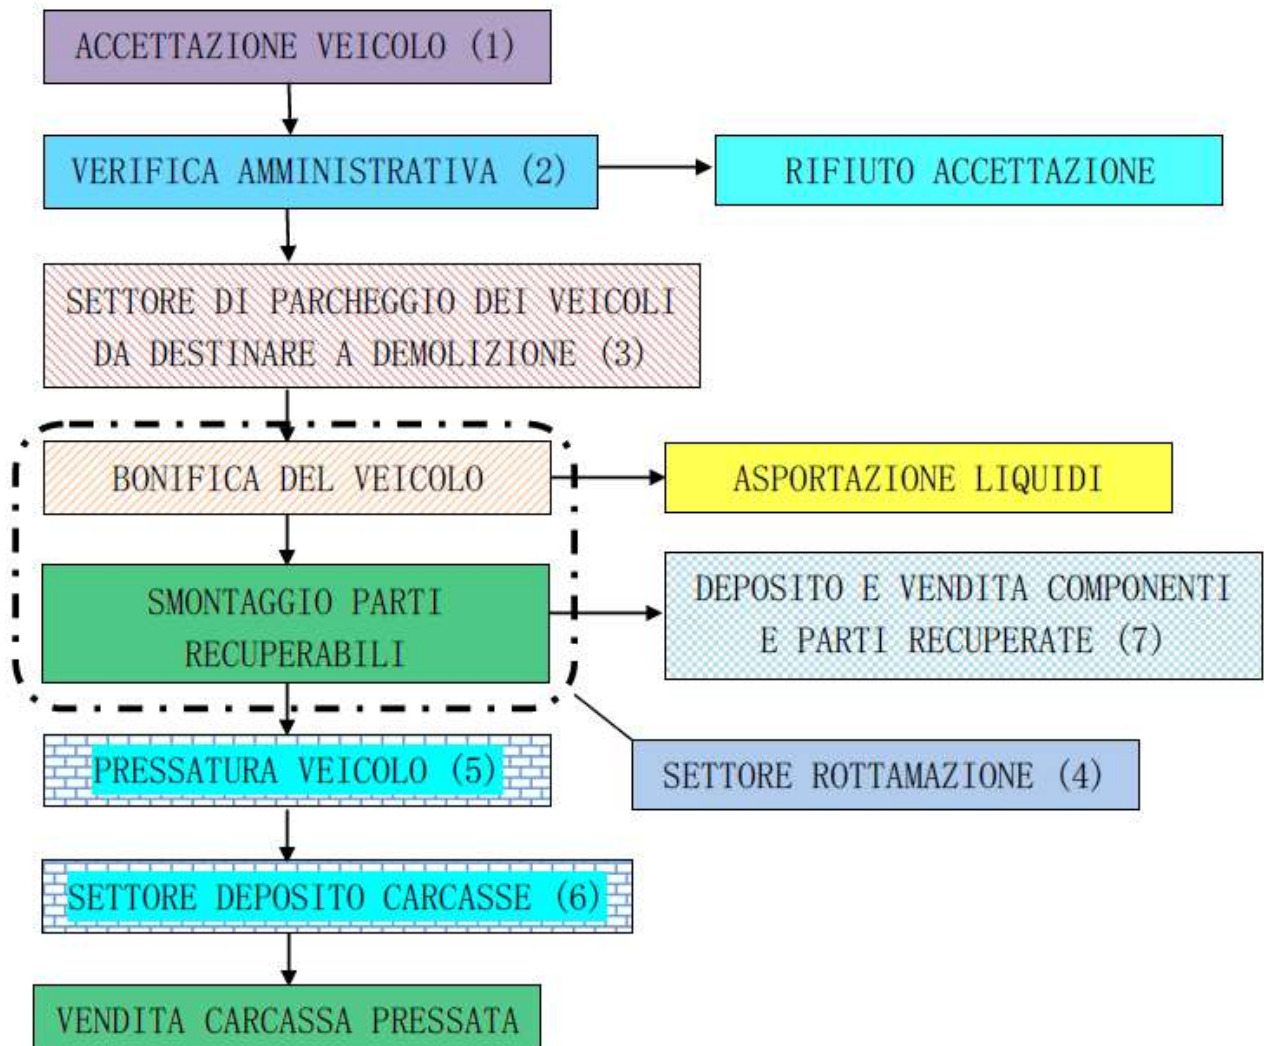 ACCETTAZIONE VEICOLO (1)
VERIFICA AMMINISTRATIVA (2)
RIFIUTO ACCETTAZIONE
SETTORE DI PARCHEGGIO DEI VEICOLI
DA DESTINARE A DEMOLIZIONE (3)
BONIFICA DEL VEICOLO
ASPORTAZIONE LIQUIDI
SMONTAGGIO PARTI
RECUPERABILI
DEPOSITO E VENDITA COMPONENTI
E PARTI RECUPERATE (7)
PRESSATURA VEICOLO (5)
SETTORE ROTTAMAZIONE (4)
SETTORE DEPOSITO CARCASSE (6)
VENDITA CARCASSA PRESSATA